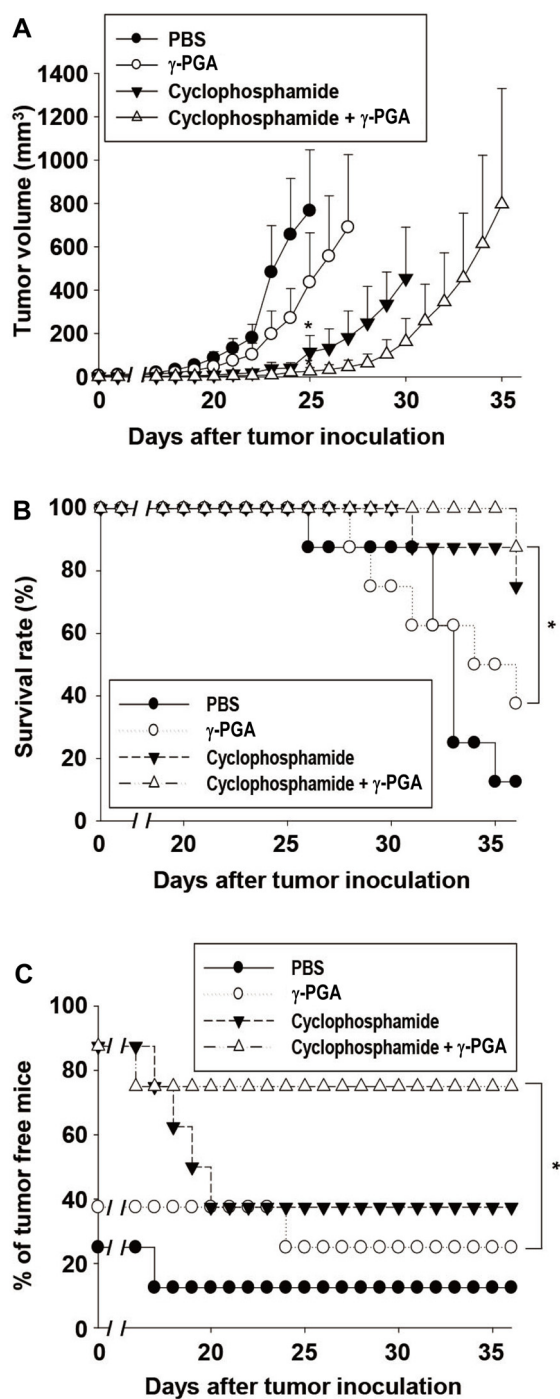 A
PBS
γ-PGA
Cyclophosphamide
Cyclophosphamide + γ-PGA
Tumor volume (mm³)
1400
1200
1000
800
600
400
200
0
*
*
0 20 25 30 35
Days after tumor inoculation
B
Survival rate (%)
100
80
60
40
20
0
*
PBS
γ-PGA
Cyclophosphamide
Cyclophosphamide + γ-PGA
0 20 25 30 35
Days after tumor inoculation
C
PBS
γ-PGA
Cyclophosphamide
Cyclophosphamide + γ-PGA
% of tumor free mice
100
80
60
40
20
0
*
0 20 25 30 35
Days after tumor inoculation